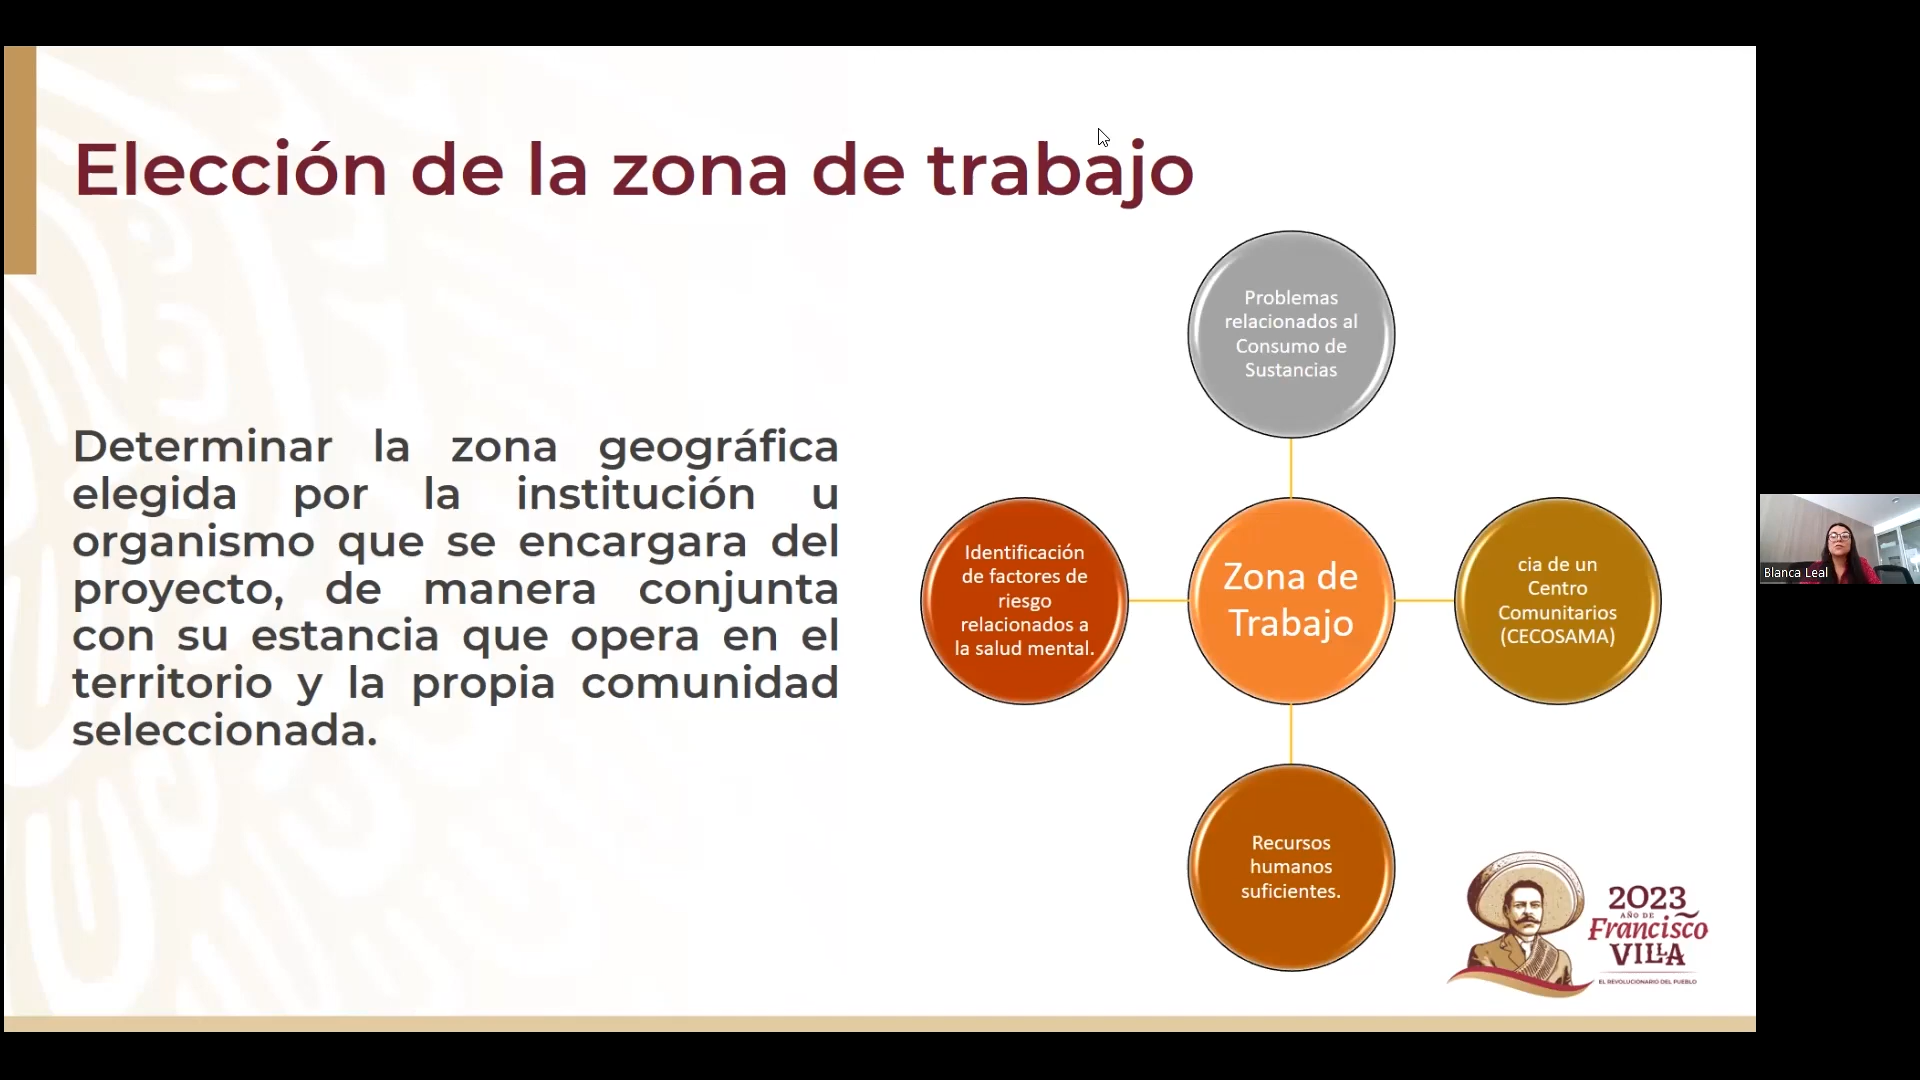 Elección de la zona de trabajo
Determinar la zona geográfica
elegida por la institución u
organismo que se encargara del
proyecto, de manera conjunta
con su estancia que opera en el
territorio y la propia comunidad
seleccionada.
Problemas
relacionados al
Consumo de
Sustancias
Identificación
de factores de
riesgo
relacionados a
la salud mental.
Zona de
Trabajo
cia de un
Centro
Comunitarios
(CECOSAMA)
Recursos
humanos
suficientes.
2023
AÑO DE
Francisco
VILLA
EL REVOLUCIONARIO DEL PUEBLO
Blanca Leal